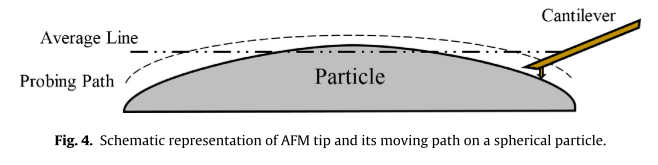 Cantilever
Average Line
Probing Path
Particle
Fig. 4. Schematic representation of AFM tip and its moving path on a spherical particle.